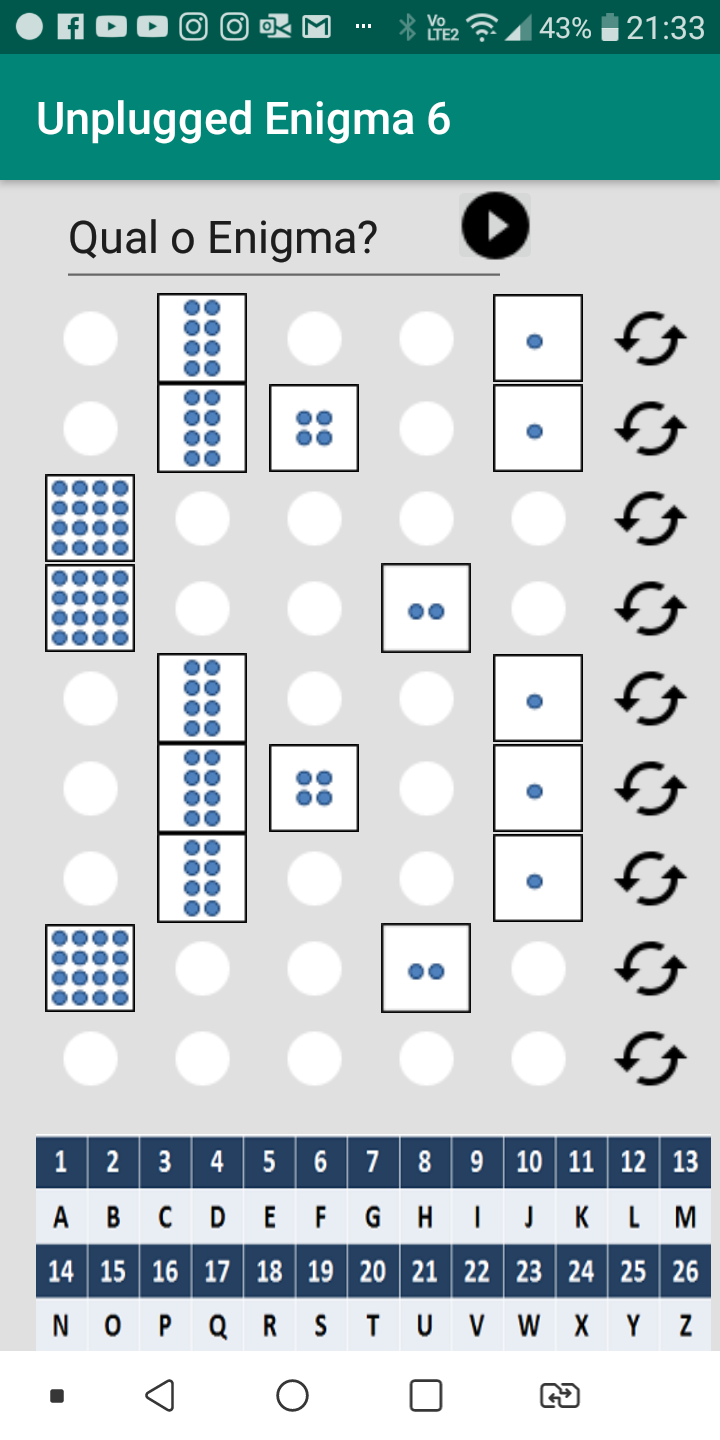 Vo LTE2 43% 21:33
Unplugged Enigma 6
Qual o Enigma?
1 2 3 4 5 6 7 8 9 10 11 12 13
A B C D E F G H I J K L M
14 15 16 17 18 19 20 21 22 23 24 25 26
N O P Q R S T U V W X Y Z